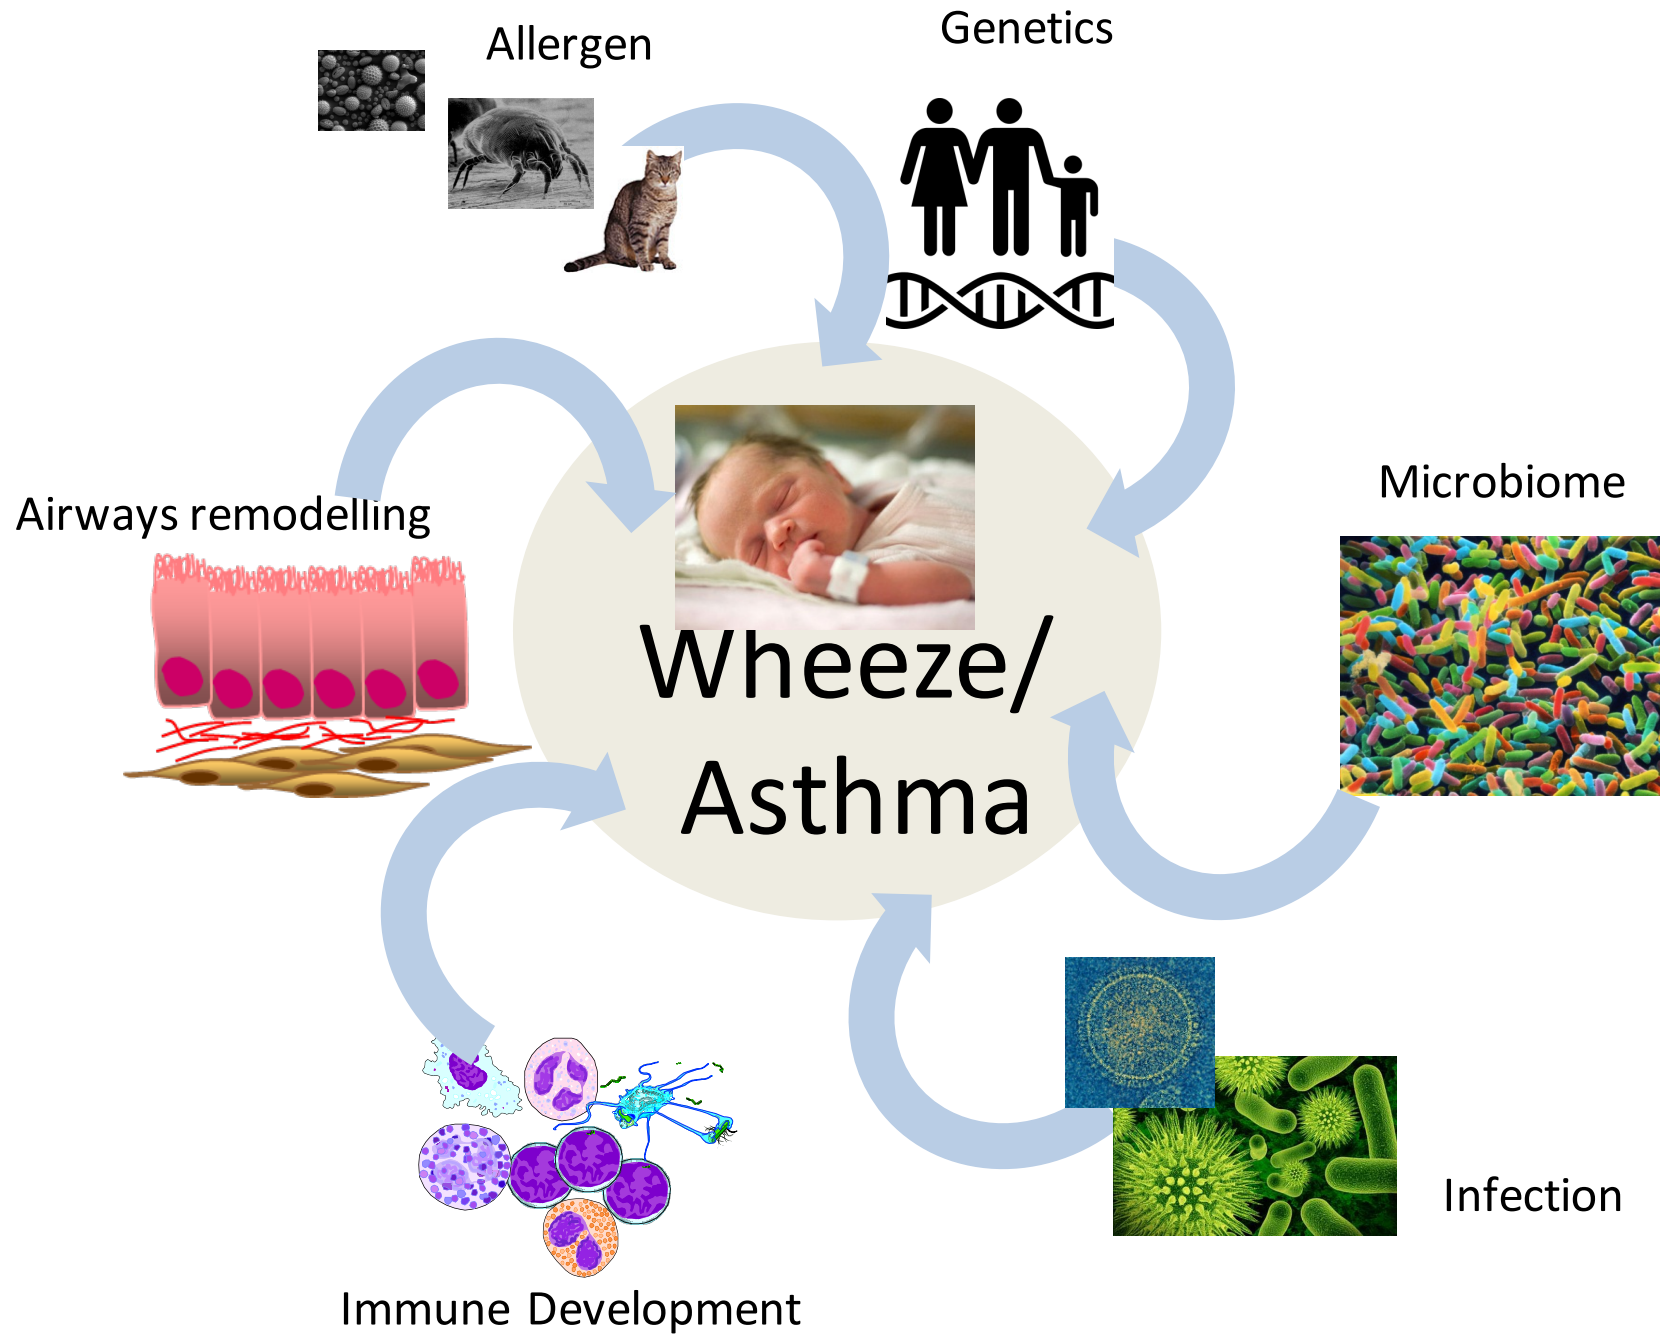 Allergen
Genetics
Microbiome
Airways remodelling
Wheeze/
Asthma
Infection
Immune Development